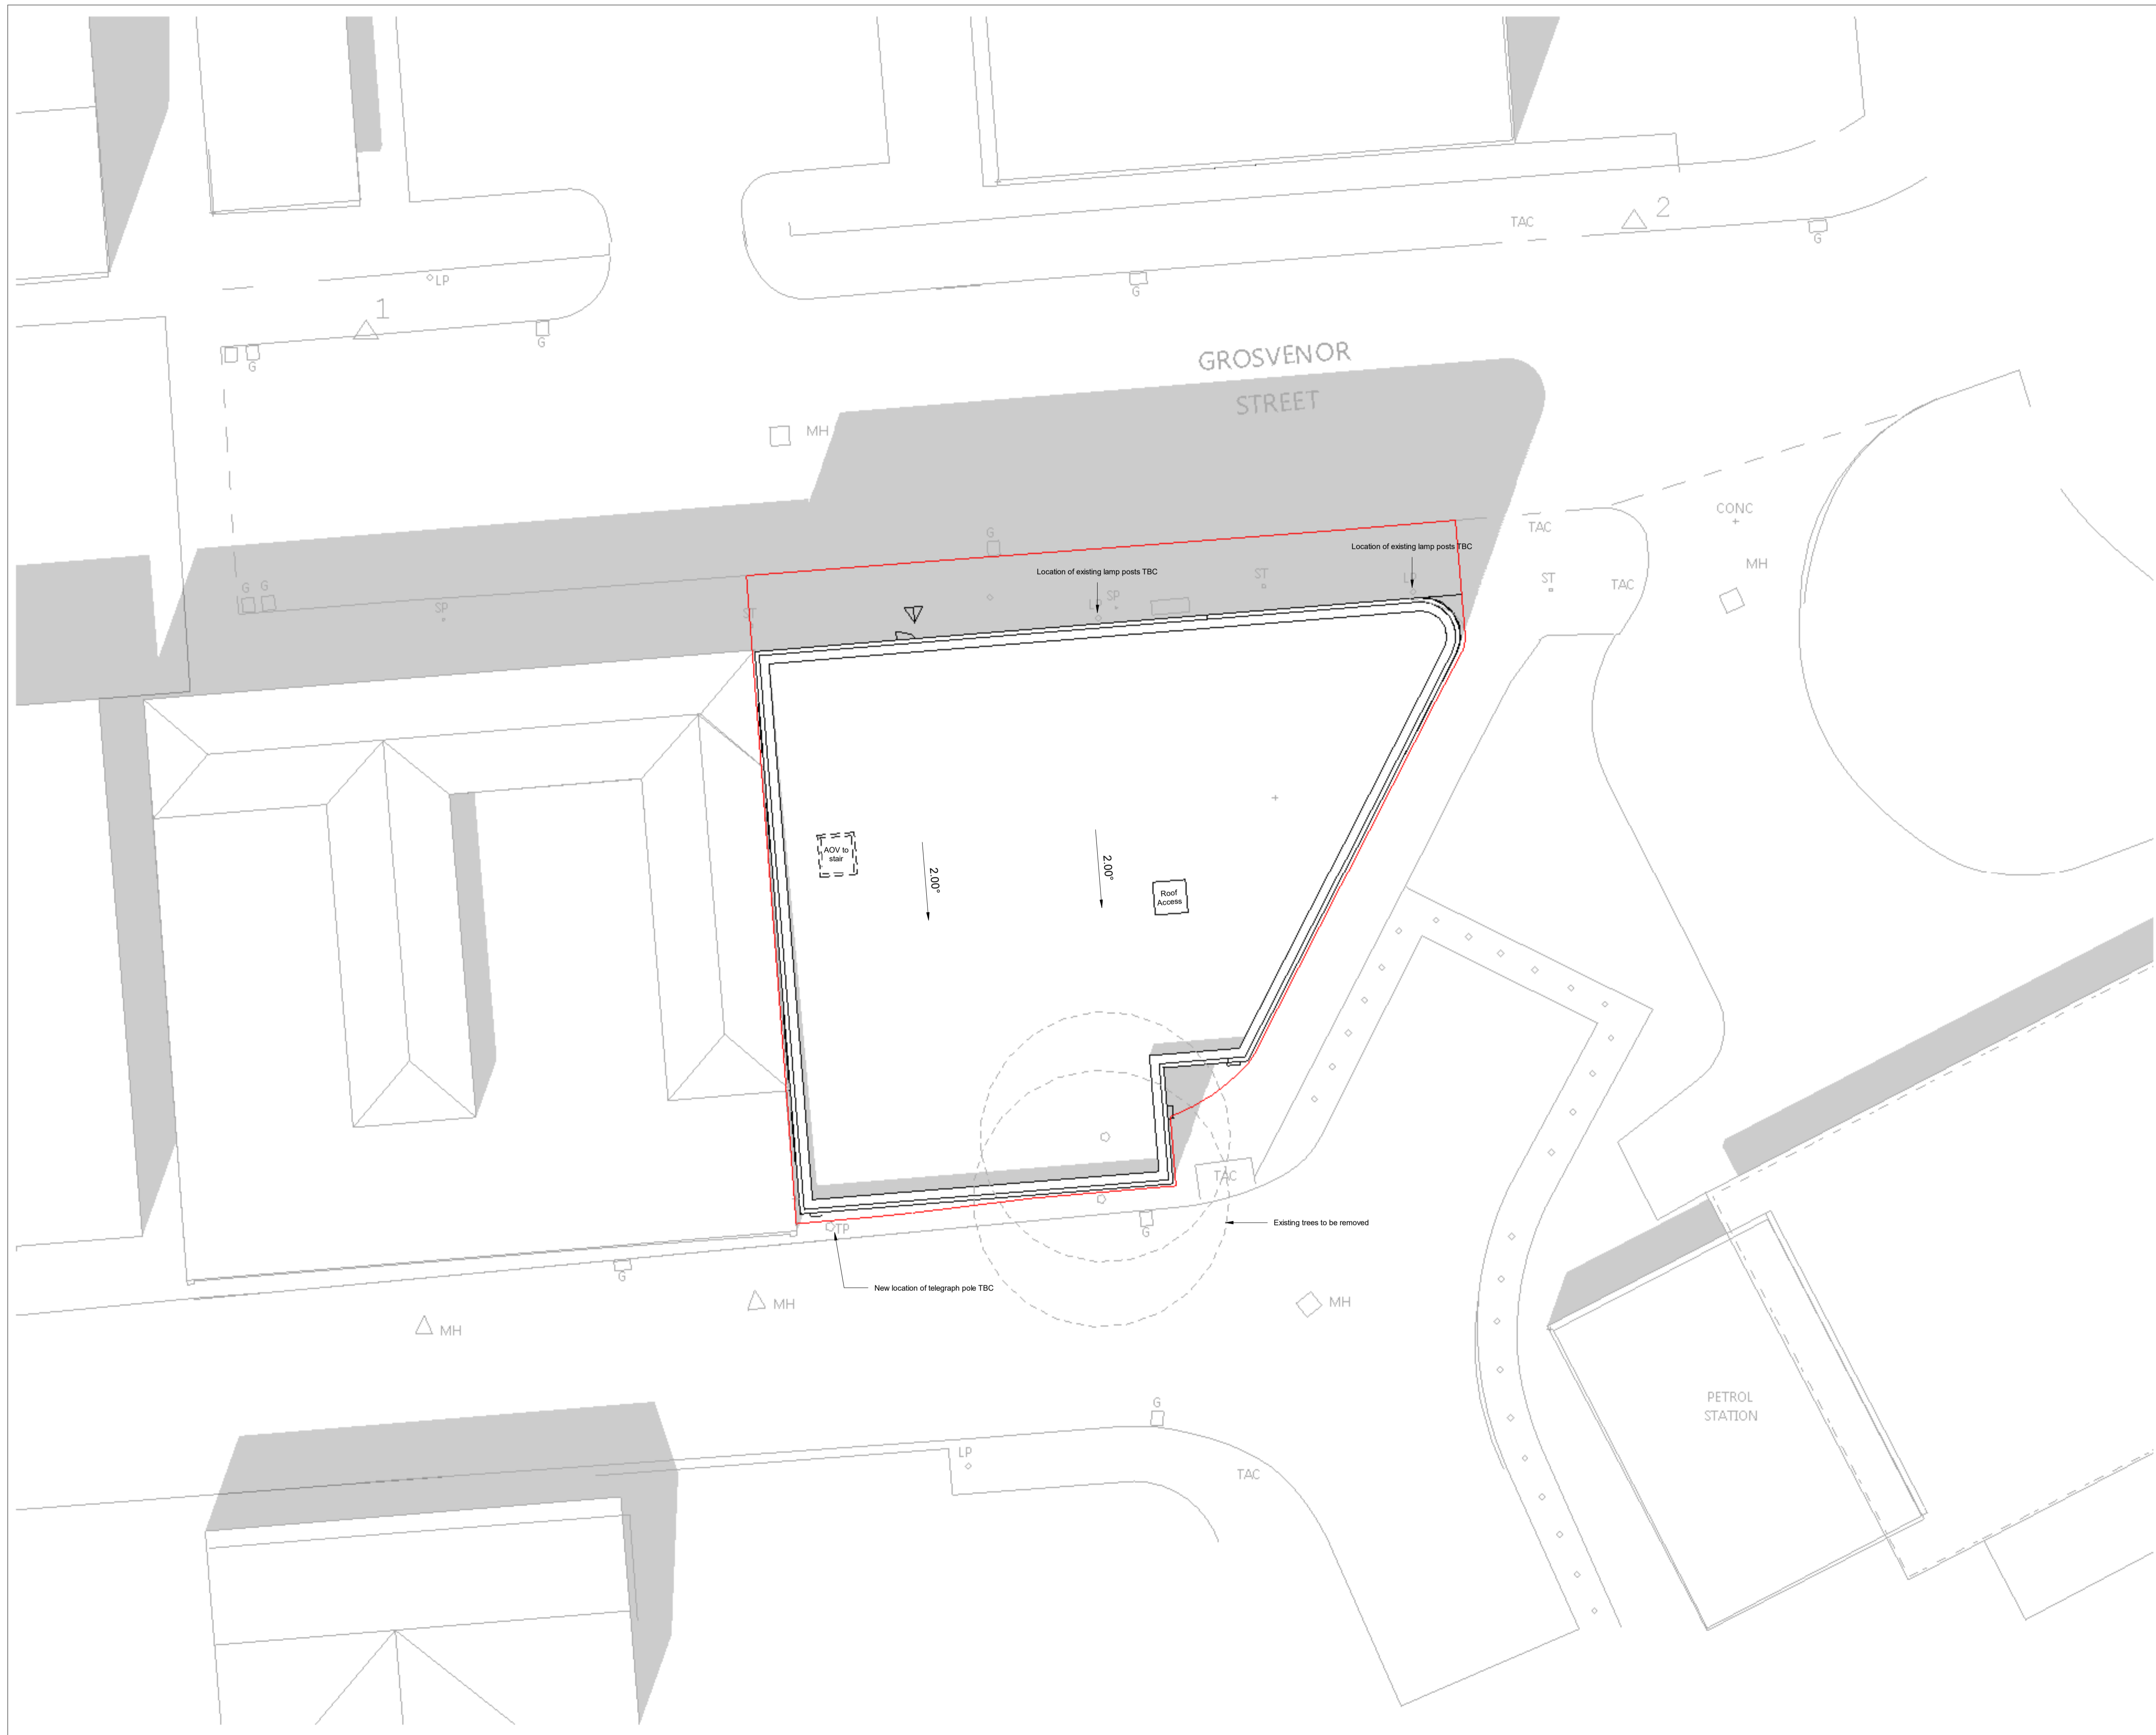 TAC
2
G
LP
1
G
G
G
G
GROSVENOR
STREET
MH
CONC
TAC
G
Location of existing lamp posts TBC
Location of existing lamp posts TBC
MH
ST
ST
TAC
LP
G G
SP
ST
LP
SP
AOV to
stair
2.00°
2.00°
Roof
Access
TAC
Existing trees to be removed
TP
G
G
New location of telegraph pole TBC
MH
MH
MH
PETROL
STATION
G
LP
TAC